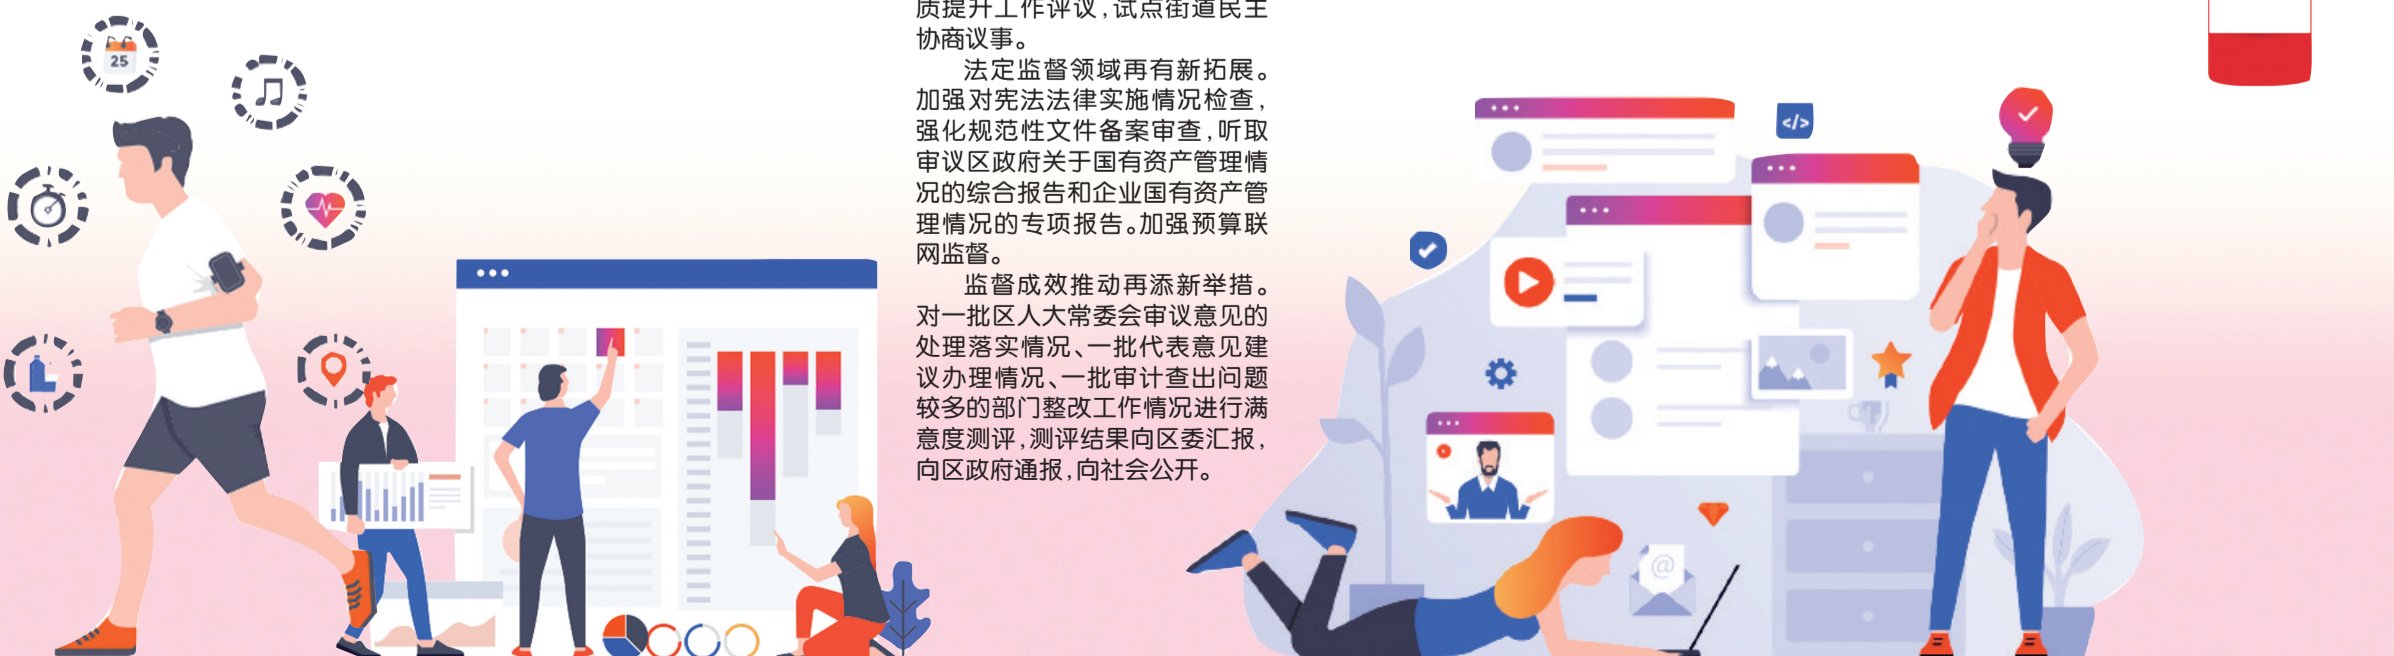 25
质提升工作评议，试点街道民主
协商议事。
法定监督领域再有新拓展。
加强对宪法法律实施情况检查，
强化规范性文件备案审查，听取
审议区政府关于国有资产管理情
况的综合报告和企业国有资产管
理情况的专项报告。加强预算联
网监督。
监督成效推动再添新举措。
对一批区人大常委会审议意见的
处理落实情况、一批代表意见建
议办理情况、一批审计查出问题
较多的部门整改工作情况进行满
意度测评，测评结果向区委汇报，
向区政府通报，向社会公开。
</>
@